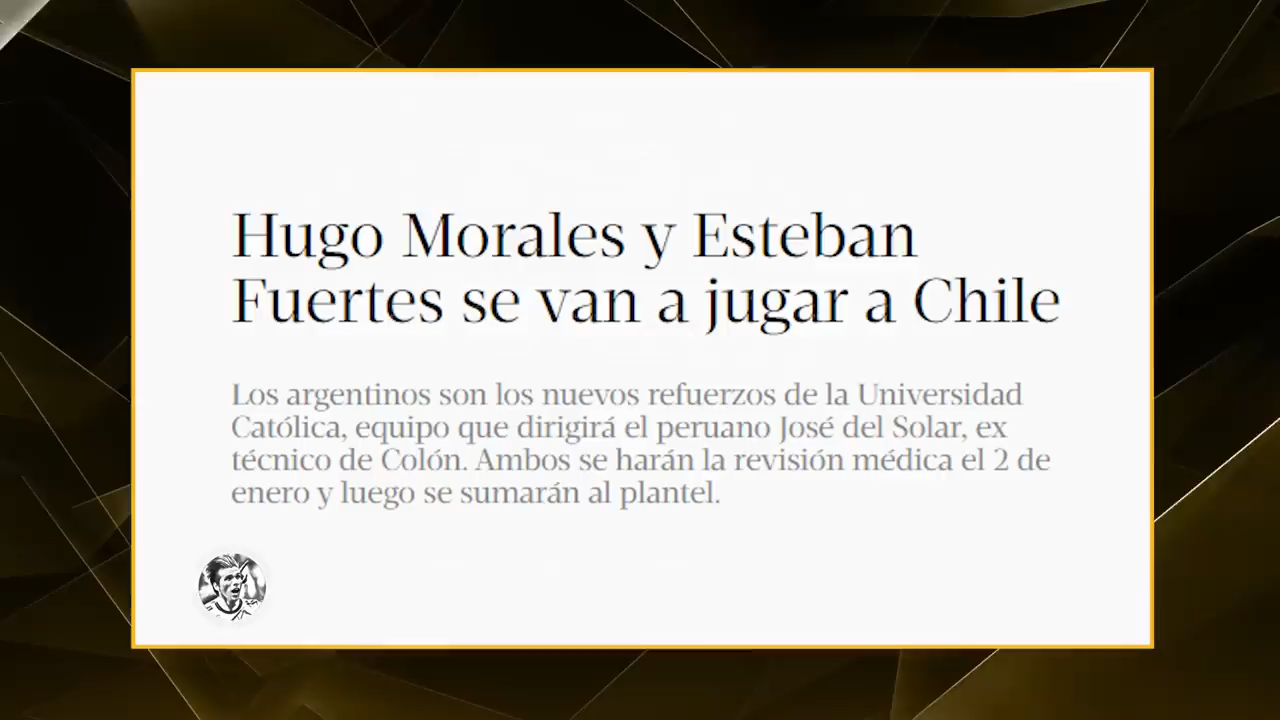 Hugo Morales y Esteban
Fuertes se van a jugar a Chile
Los argentinos son los nuevos refuerzos de la Universidad
Católica, equipo que dirigirá el peruano José del Solar, ex
técnico de Colón. Ambos se harán la revisión médica el 2 de
enero y luego se sumarán al plantel.